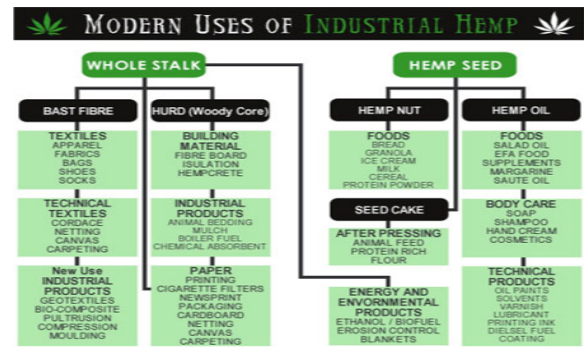 MODERN USES OF INDUSTRIAL HEMP
WHOLE STALK
HEMP SEED
BAST FIBRE
HURD (Woody Core)
HEMP NUT
HEMP OIL
TEXTILES
APPAREL
FABRICS
BAGS
SHOES
SOCKS
TECHNICAL
TEXTILES
CORDACE
NETTING
CANVAS
CARPETING
New Use
INDUSTRIAL
PRODUCTS
GEOTEXTILES
BIO-COMPOSITE
PULTRUSION
COMPRESSION
MOULDING
BUILDING
MATERIAL
FIBRE BOARD
ISULATION
HEMPCRETE
INDUSTRIAL
PRODUCTS
ANIMAL BEDDING
MULCH
BOILER FUEL
CHEMICAL ABSORBENT
PAPER
PRINTING
CIGARETTE FILTERS
NEWSPRINT
PACKAGING
CARDBOARD
NETTING
CANVAS
CARPETING
FOODS
BREAD
GRANOLA
ICE CREAM
MILK
CEREAL
PROTEIN POWDER
SEED CAKE
AFTER PRESSING
ANIMAL FEED
PROTEIN RICH
FLOUR
ENERGY AND
ENVORNMENTAL
PRODUCTS
ETHANOL / BIOFUEL
EROSION CONTROL
BLANKETS
FOODS
SALAD OIL
EFA FOOD
SUPPLEMENTS
MARGARINE
SAUTE OIL
BODY CARE
SOAP
SHAMPOO
HAND CREAM
COSMETICS
TECHNICAL
PRODUCTS
OIL PAINTS
SOLVENTS
VARNISH
LUBRICANT
PRINTING INK
DIELSEL FUEL
COATING